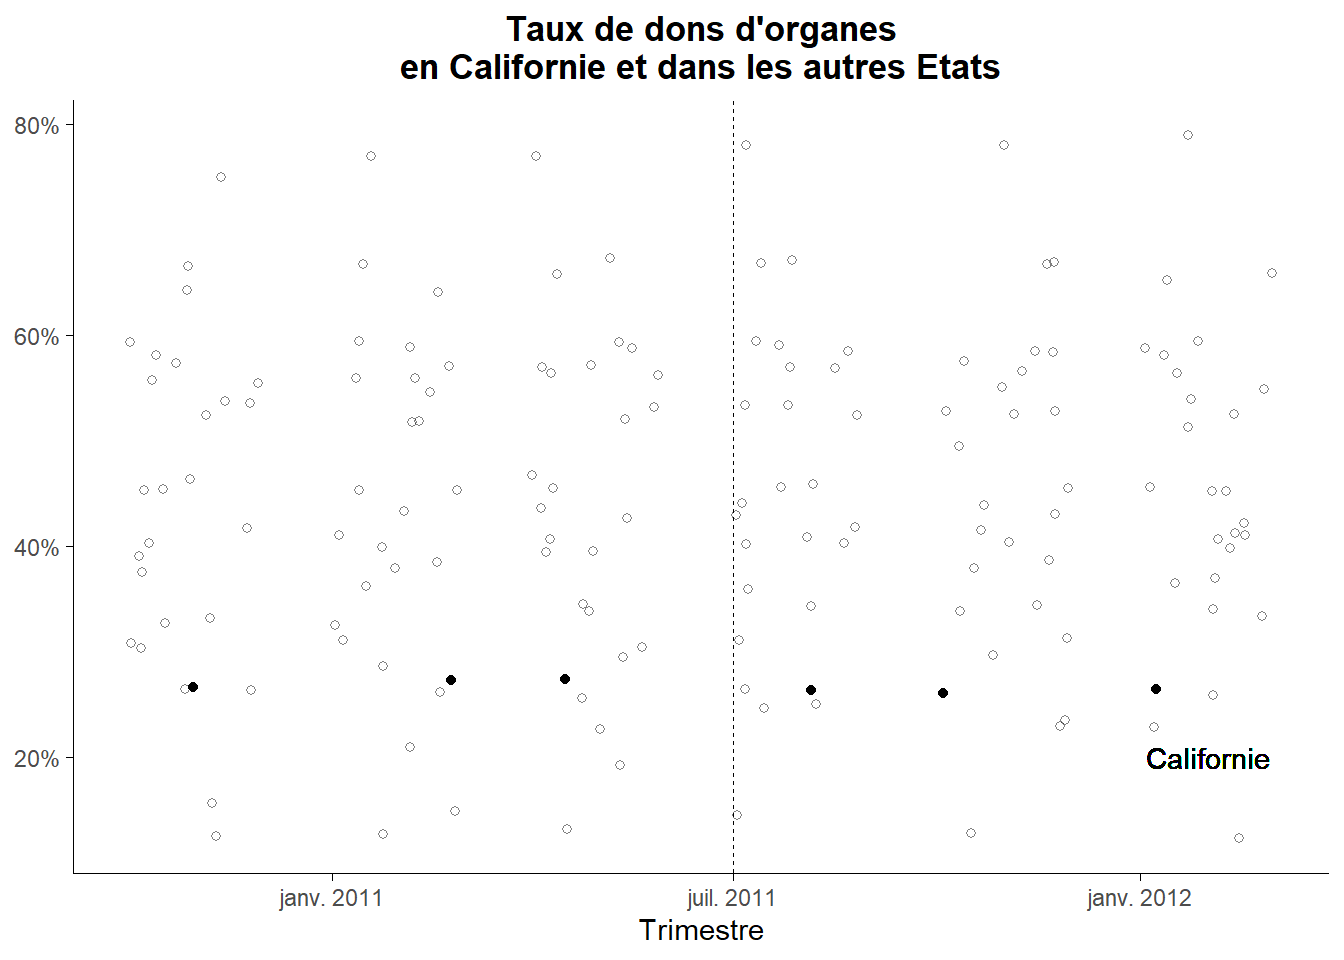 Taux de dons d'organes
en Californie et dans les autres Etats
80%
60%
40%
20%
Californie
janv. 2011
juil. 2011
janv. 2012
Trimestre